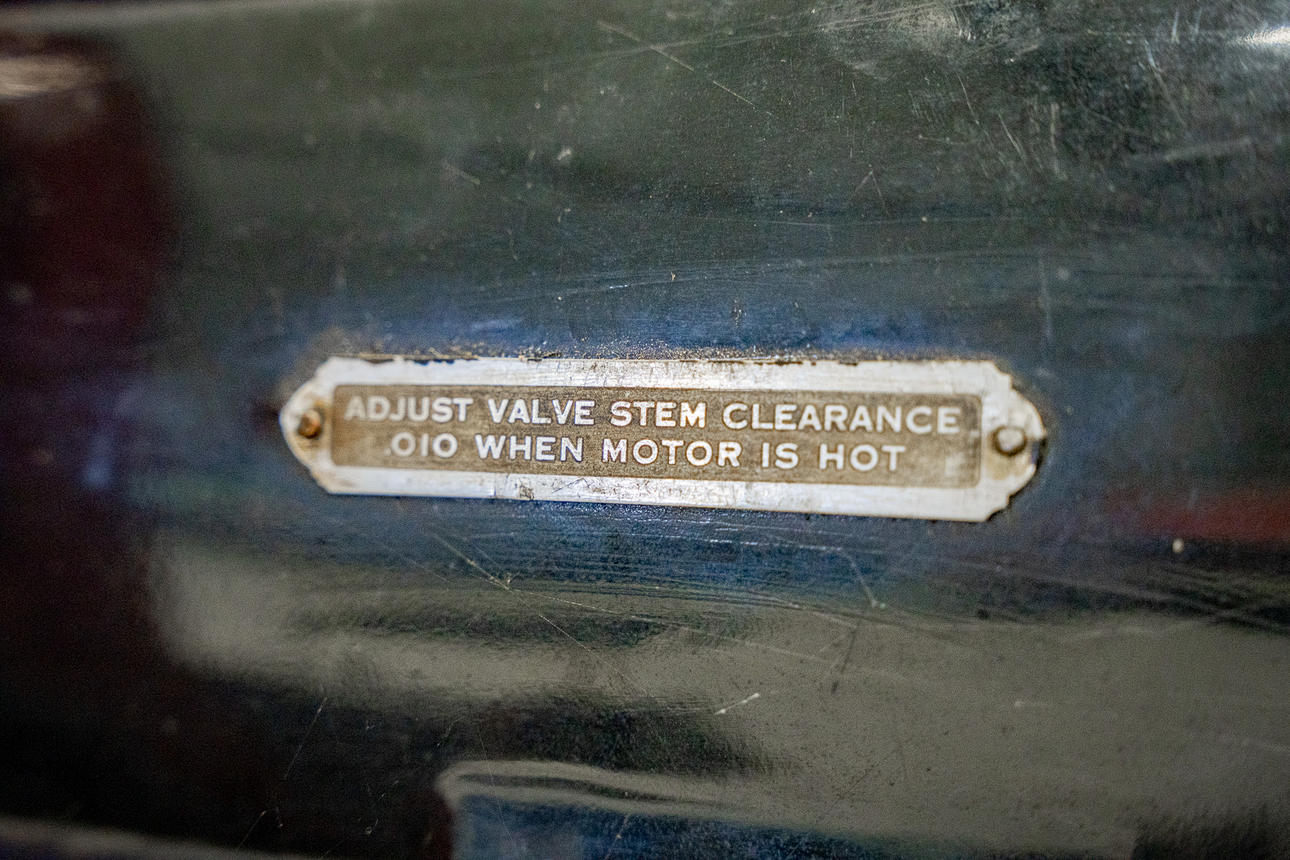 ADJUST VALVE STEM CLEARANCE
.010 WHEN MOTOR IS HOT